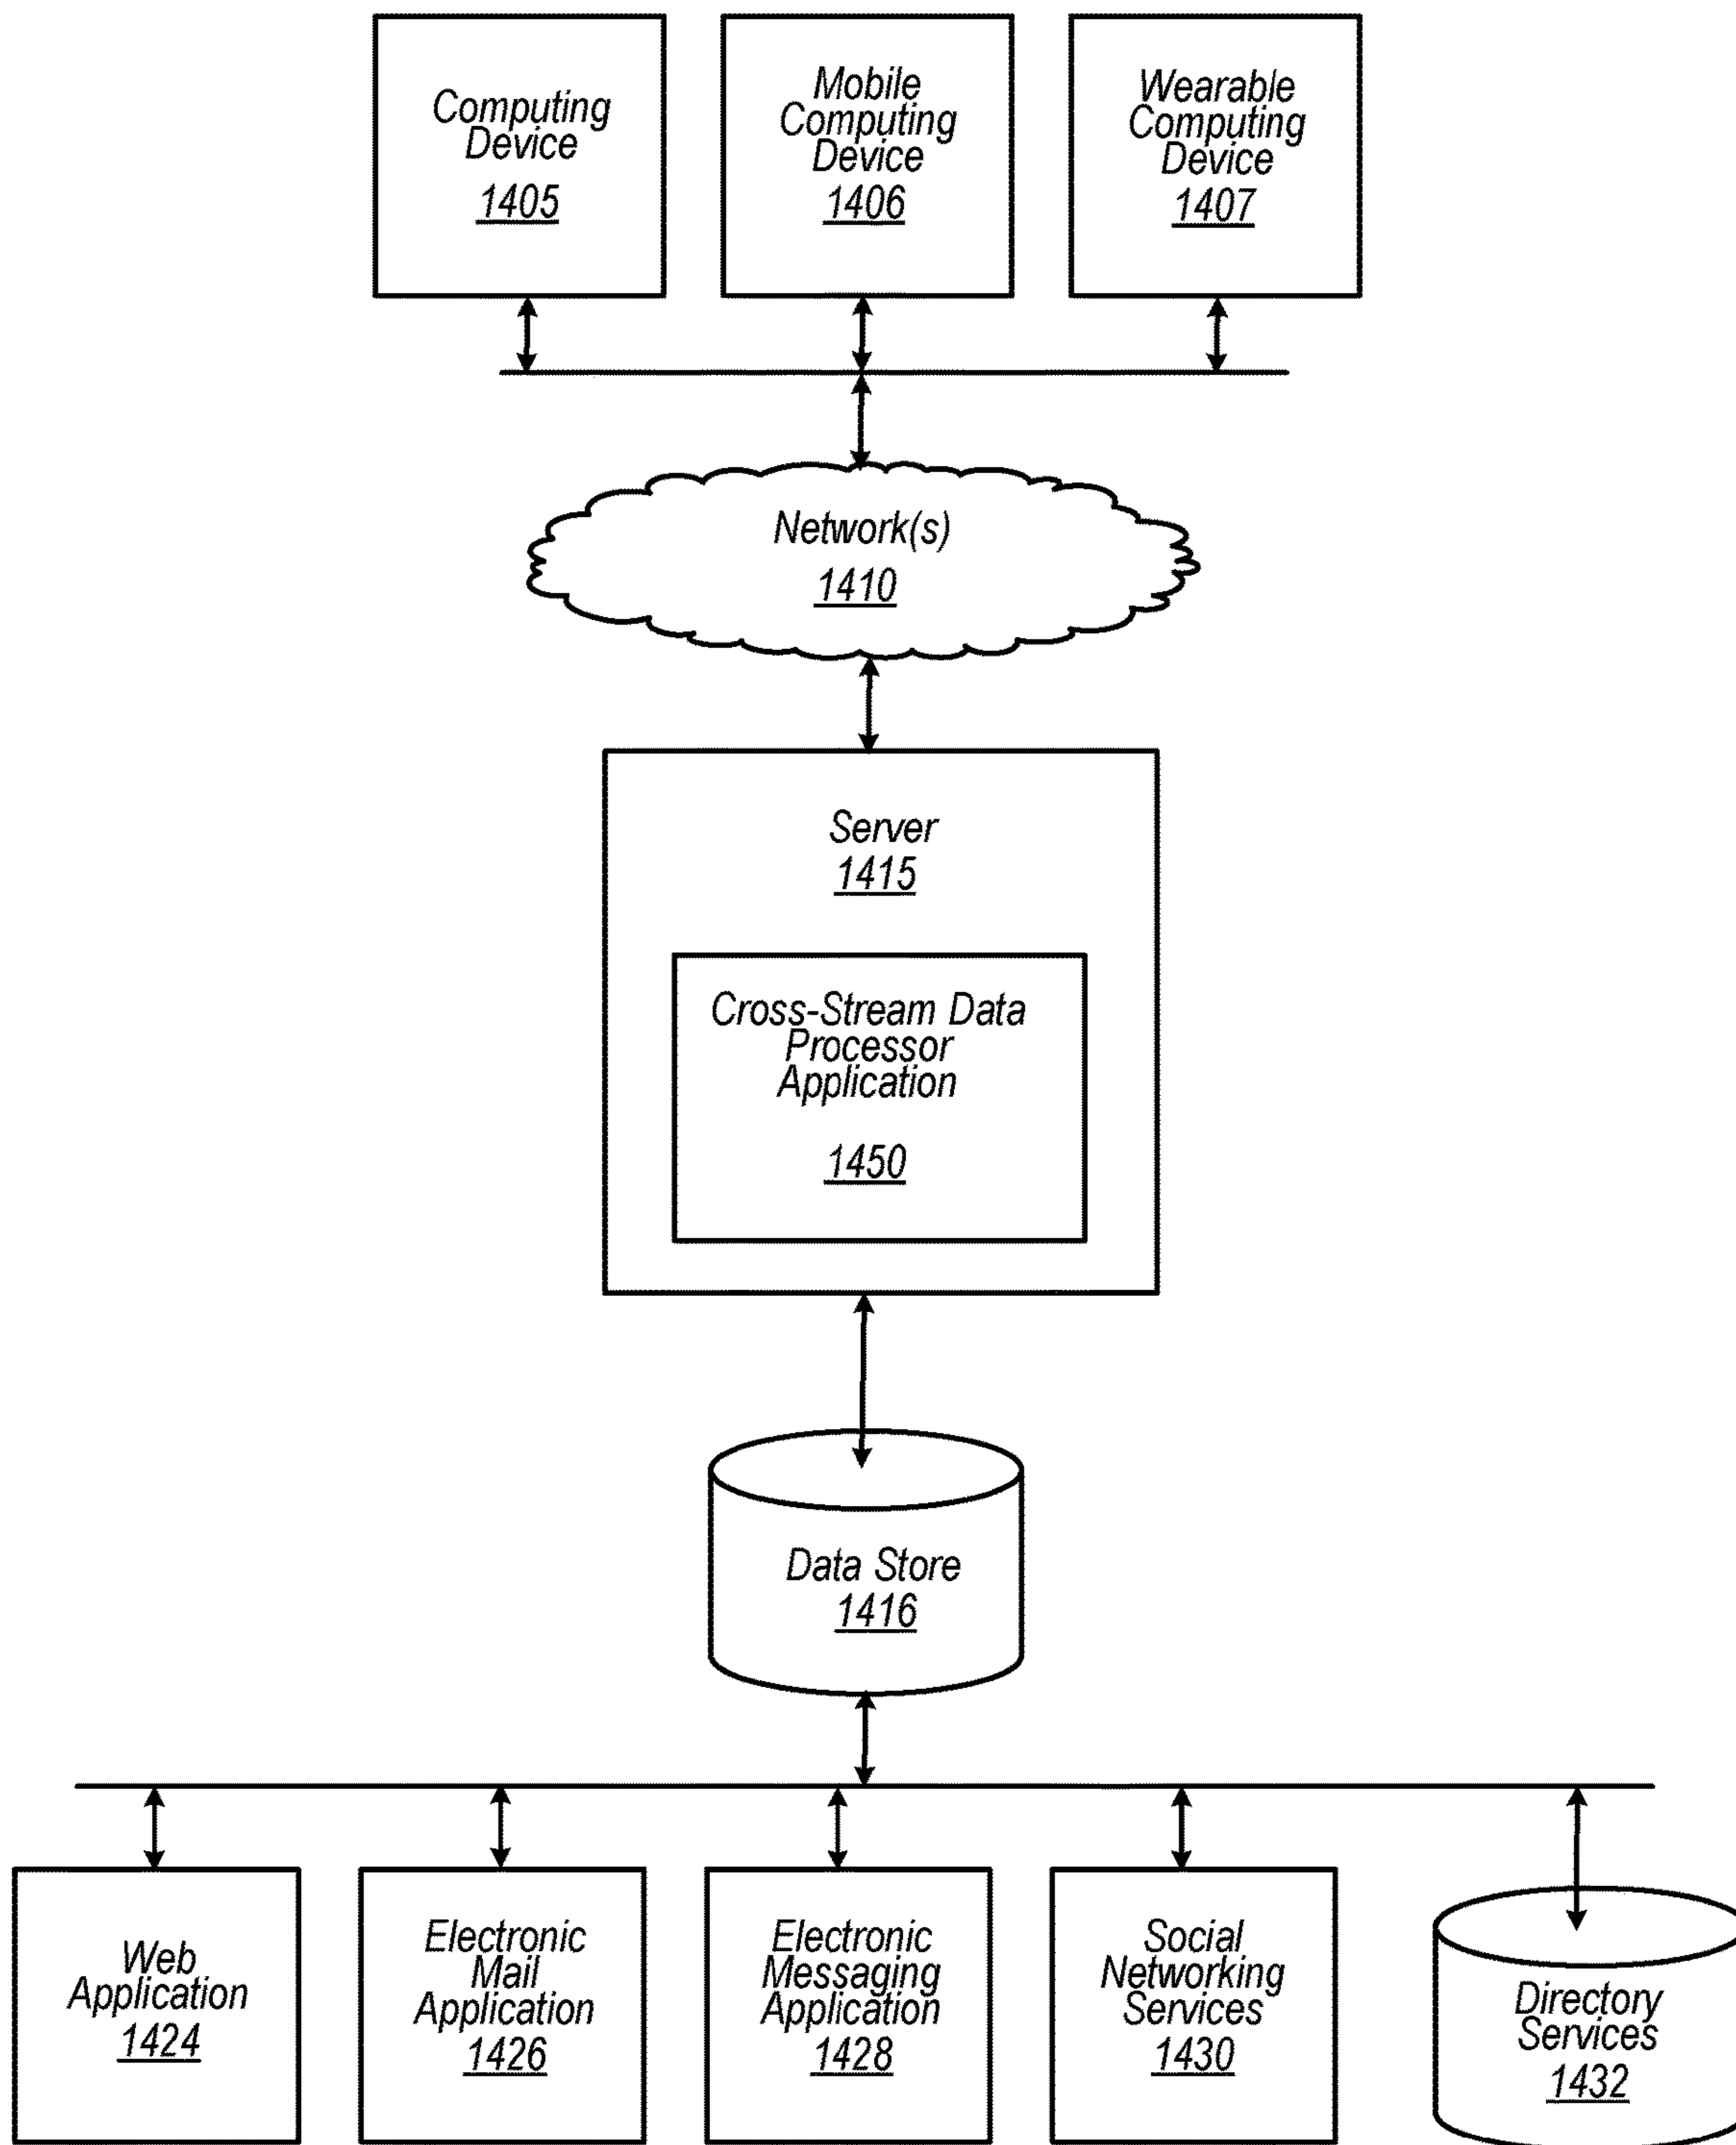 Computing
Device
1405
Mobile
Computing
Device
1406
Wearable
Computing
Device
1407
Network(s)
1410
Server
1415
Cross-Stream Data
Processor
Application
1450
Data Store
1416
Web
Application
1424
Electronic
Mail
Application
1426
Electronic
Messaging
Application
1428
Social
Networking
Services
1430
Directory
Services
1432